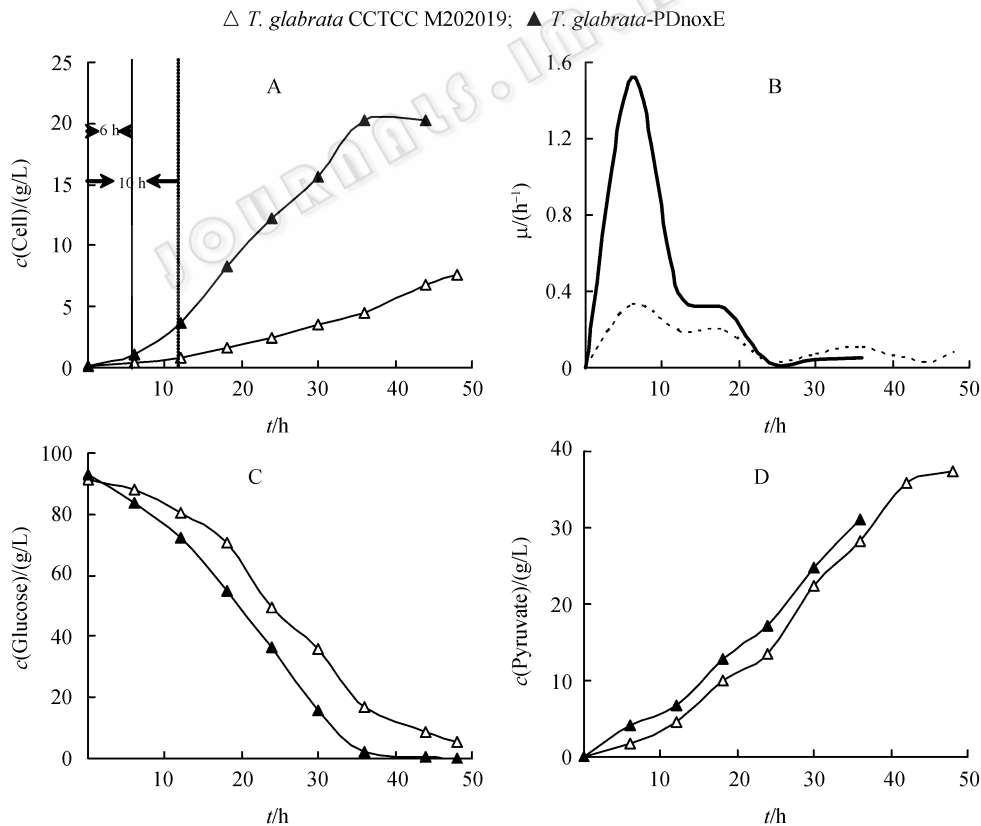 △ T. glabrata CCTCC M202019; ▲ T. glabrata-PDnoxE
A
25
20
15
10
5
0
10 20 30 40 50
6 h
10 h
c(Cell)/(g/L)
t/h
B
1.6
1.2
0.8
0.4
0
10 20 30 40 50
μ/(h⁻¹)
t/h
C
100
80
60
40
20
0
10 20 30 40 50
c(Glucose)/(g/L)
t/h
D
40
30
20
10
0
10 20 30 40 50
c(Pyruvate)/(g/L)
t/h
JOURNALS.IM.